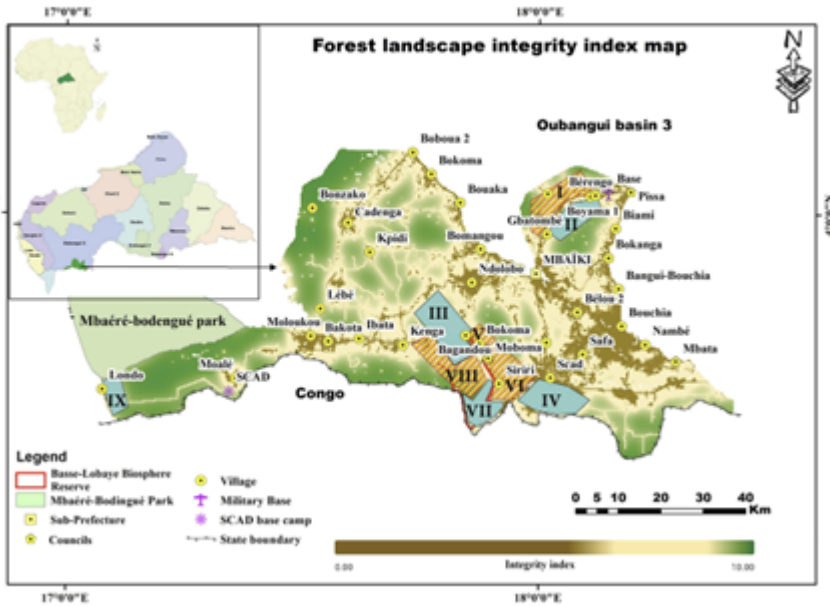 17°0'0"E
18°0'0"E
Forest landscape integrity index map
N
N
Oubangui basin 3
Boboua 2
Bokoma
Bouaka
Bonzako
Cadenga
Kpidi
Bomangou
Ndolobo
I
Bérengo
Base
Pissa
Gbatombé
Boyama 1
II
Biami
MBAÏKI
Bokanga
Bangui-Bouchia
Lébé
Bélou 2
Bouchia
Mbaéré-bodengué park
Moloukou
Bakota
Ibata
Kenga
III
V
Bokoma
Nambé
Bagandou
Moboma
Safa
Mbata
Londo
Moalé
SCAD
Siriri
Scad
IX
Congo
VIII
VI
VII
IV
Legend
Basse-Lobaye Biosphere
Reserve
Mbaéré-Bodingué Park
Sub-Prefecture
Councils
Village
Military Base
SCAD base camp
State boundary
0 5 10 20 30 40
Km
0.00
Integrity index
10.00
17°0'0"E
18°0'0"E